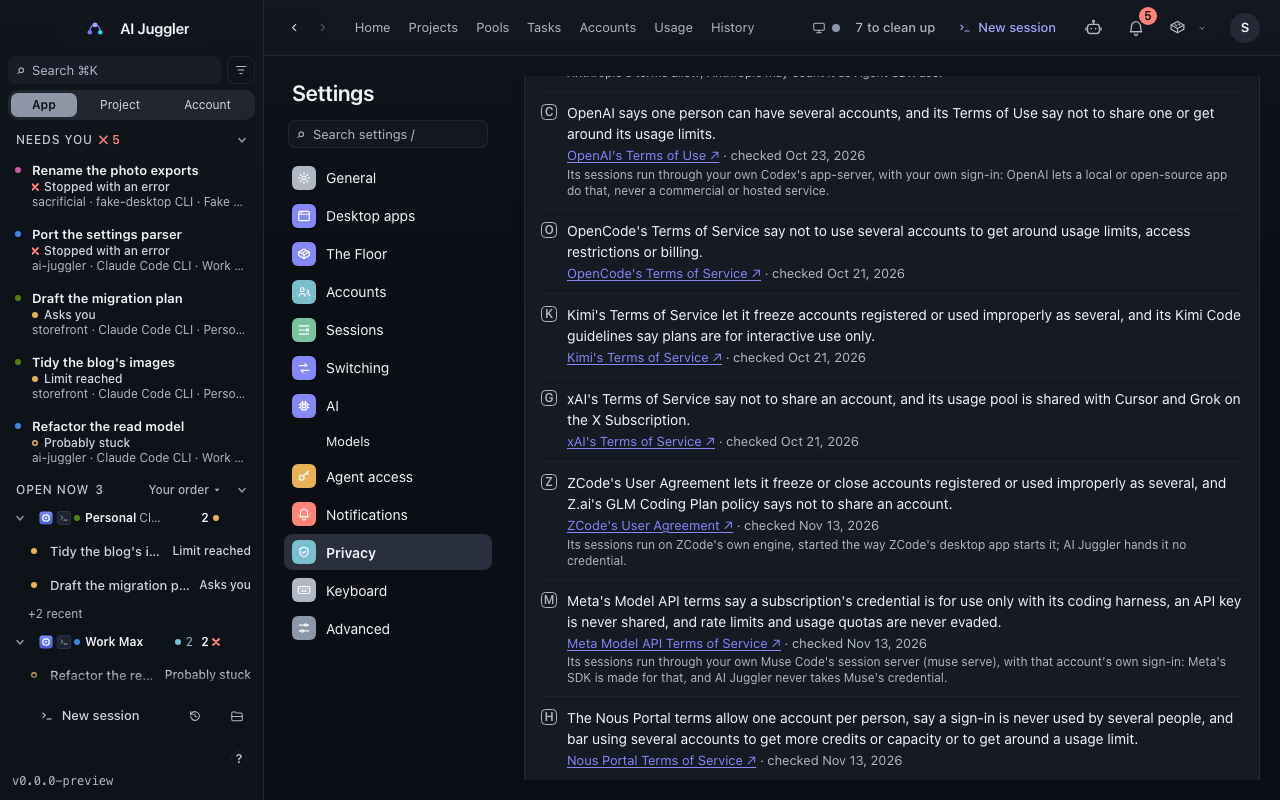 AI Juggler
Search ⌘K
App
Project
Account
NEEDS YOU ✕ 5
Rename the photo exports
Stopped with an error
sacrificial · fake-desktop CLI · Fake ...
Port the settings parser
Stopped with an error
ai-juggler · Claude Code CLI · Work ...
Draft the migration plan
Asks you
storefront · Claude Code CLI · Perso...
Tidy the blog's images
Limit reached
storefront · Claude Code CLI · Perso...
Refactor the read model
Probably stuck
ai-juggler · Claude Code CLI · Work ...
OPEN NOW 3
Your order
Personal Cl...
2
Tidy the blog's i...
Limit reached
Draft the migration p...
Asks you
+2 recent
Work Max
2
2
Refactor the re...
Probably stuck
New session
?
v0.0.0-preview
Home
Projects
Pools
Tasks
Accounts
Usage
History
7 to clean up
New session
5
S
Settings
Search settings /
General
Desktop apps
The Floor
Accounts
Sessions
Switching
AI
Models
Agent access
Notifications
Privacy
Keyboard
Advanced
C
OpenAI says one person can have several accounts, and its Terms of Use say not to share one or get
around its usage limits.
OpenAI's Terms of Use ↗ · checked Oct 23, 2026
Its sessions run through your own Codex's app-server, with your own sign-in: OpenAI lets a local or open-source app
do that, never a commercial or hosted service.
O
OpenCode's Terms of Service say not to use several accounts to get around usage limits, access
restrictions or billing.
OpenCode's Terms of Service ↗ · checked Oct 21, 2026
K
Kimi's Terms of Service let it freeze accounts registered or used improperly as several, and its Kimi Code
guidelines say plans are for interactive use only.
Kimi's Terms of Service ↗ · checked Oct 21, 2026
G
xAI's Terms of Service say not to share an account, and its usage pool is shared with Cursor and Grok on
the X Subscription.
xAI's Terms of Service ↗ · checked Oct 21, 2026
Z
ZCode's User Agreement lets it freeze or close accounts registered or used improperly as several, and
Z.ai's GLM Coding Plan policy says not to share an account.
ZCode's User Agreement ↗ · checked Nov 13, 2026
Its sessions run on ZCode's own engine, started the way ZCode's desktop app starts it; AI Juggler hands it no
credential.
M
Meta's Model API terms say a subscription's credential is for use only with its coding harness, an API key
is never shared, and rate limits and usage quotas are never evaded.
Meta Model API Terms of Service ↗ · checked Nov 13, 2026
Its sessions run through your own Muse Code's session server (muse serve), with that account's own sign-in: Meta's
SDK is made for that, and AI Juggler never takes Muse's credential.
H
The Nous Portal terms allow one account per person, say a sign-in is never used by several people, and
bar using several accounts to get more credits or capacity or to get around a usage limit.
Nous Portal Terms of Service ↗ · checked Nov 13, 2026